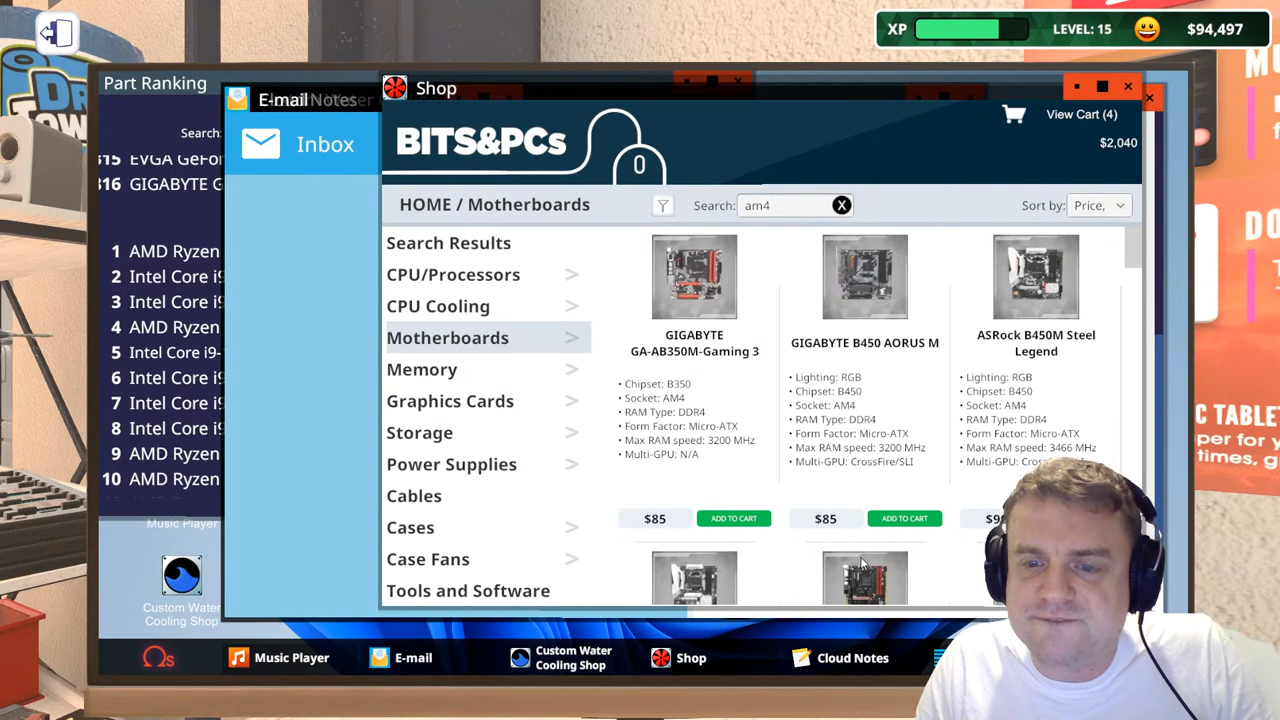 XP
LEVEL: 15
$94,497
Part Ranking
Search:
315 EVGA GeFor
316 GIGABYTE G
1 AMD Ryzen
2 Intel Core i9
3 Intel Core i9
4 AMD Ryzen
5 Intel Core i9-
6 Intel Core i9
7 Intel Core i9
8 Intel Core i9
9 AMD Ryzen
10 AMD Ryzen
Music Player
Custom Water
Cooling Shop
E-mail Notes
Inbox
Shop
BITS&PCs
View Cart (4)
$2,040
HOME / Motherboards
Search:
am4
X
Sort by:
Price,
Search Results
CPU/Processors >
CPU Cooling >
Motherboards >
Memory >
Graphics Cards >
Storage >
Power Supplies >
Cables
Cases >
Case Fans >
Tools and Software
GIGABYTE
GA-AB350M-Gaming 3
• Chipset: B350
• Socket: AM4
• RAM Type: DDR4
• Form Factor: Micro-ATX
• Max RAM speed: 3200 MHz
• Multi-GPU: N/A
$85
ADD TO CART
GIGABYTE B450 AORUS M
• Lighting: RGB
• Chipset: B450
• Socket: AM4
• RAM Type: DDR4
• Form Factor: Micro-ATX
• Max RAM speed: 3200 MHz
• Multi-GPU: CrossFire/SLI
$85
ADD TO CART
ASRock B450M Steel
Legend
• Lighting: RGB
• Chipset: B450
• Socket: AM4
• RAM Type: DDR4
• Form Factor: Micro-ATX
• Max RAM speed: 3466 MHz
• Multi-GPU: Cross
Music Player
E-mail
Custom Water
Cooling Shop
Shop
Cloud Notes
C TABLET
per for y
times, g